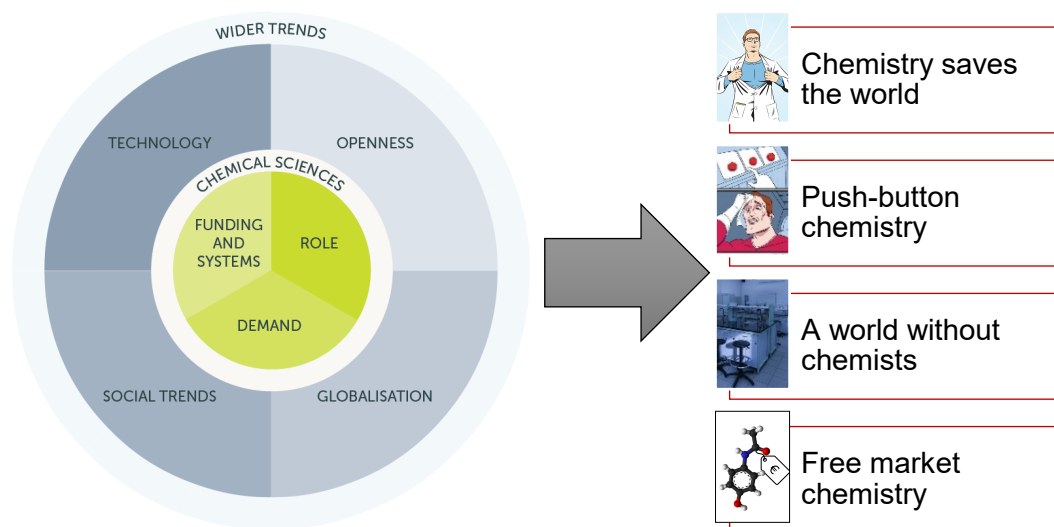 WIDER TRENDS
TECHNOLOGY
OPENNESS
CHEMICAL SCIENCES
FUNDING
AND
SYSTEMS
ROLE
DEMAND
SOCIAL TRENDS
GLOBALISATION
Chemistry saves
the world
Push-button
chemistry
A world without
chemists
€
Free market
chemistry